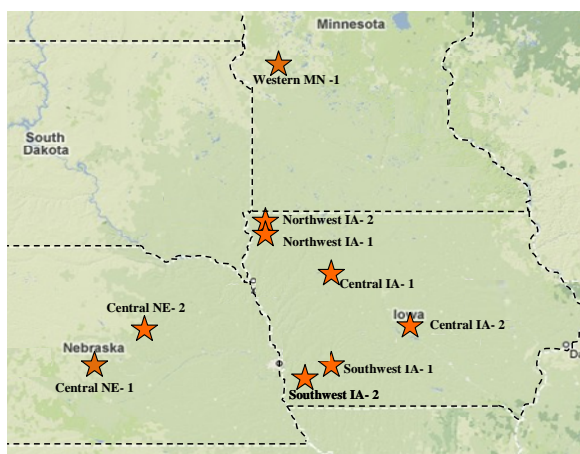 Minnesota
Western MN -1
South
Dakota
Northwest IA- 2
Northwest IA- 1
Central IA- 1
Central NE- 2
Iowa
Central IA- 2
Nebraska
Southwest IA- 1
Central NE- 1
Southwest IA- 2